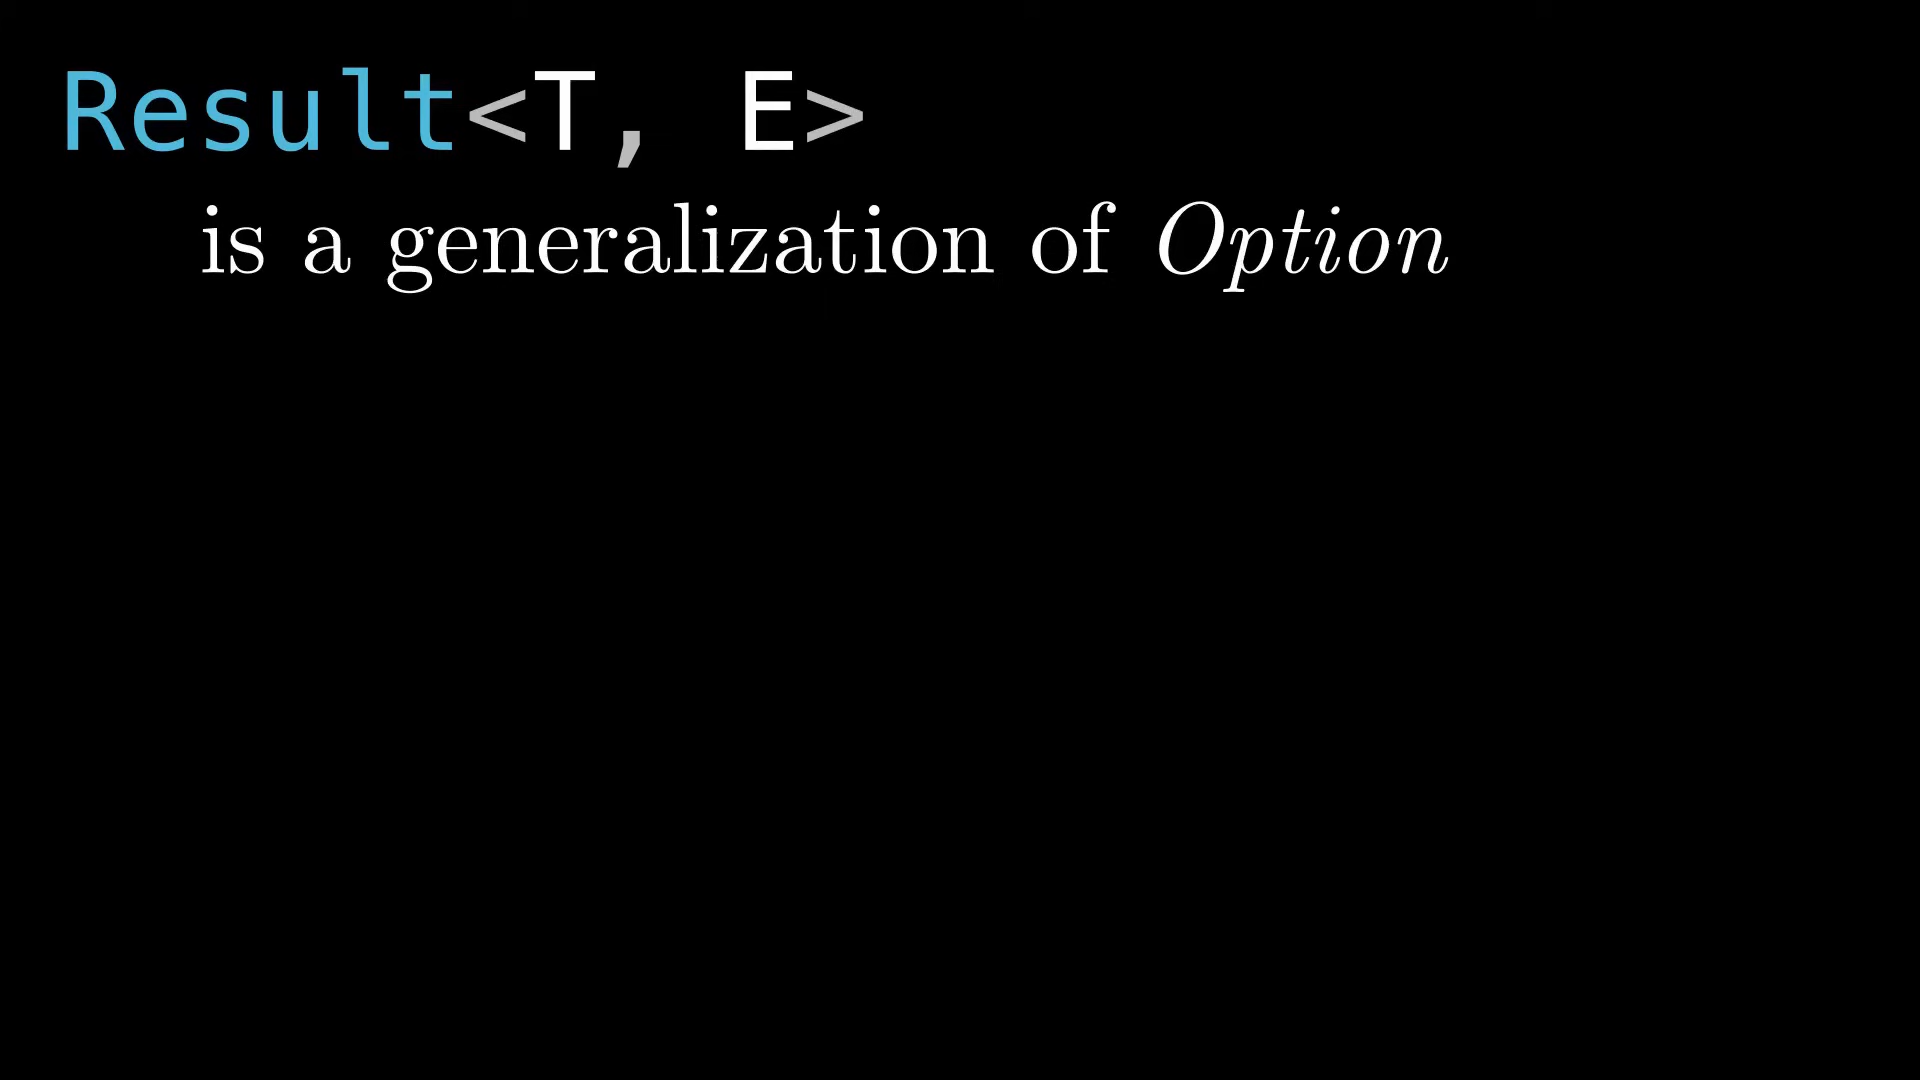 Result<T, E>
is a generalization of Option